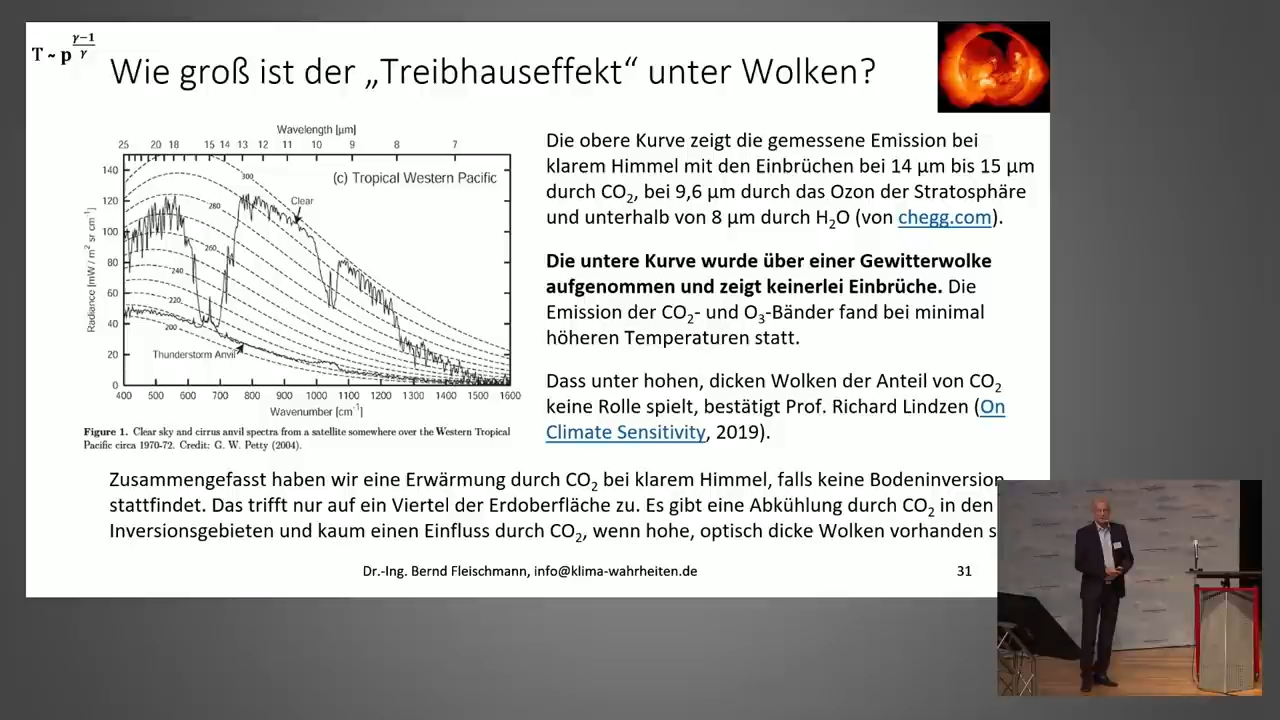 T ~ p^(γ−1)/γ
Wie groß ist der „Treibhauseffekt“ unter Wolken?
Wavelength [µm]
25 20 18 15 14 13 12 11 10 9 8 7
(c) Tropical Western Pacific
Clear
Thunderstorm Anvil
300
280
260
240
220
200
Radiance [mW / m² sr cm⁻¹]
140
120
100
80
60
40
20
0
400 500 600 700 800 900 1000 1100 1200 1300 1400 1500 1600
Wavenumber [cm⁻¹]
Figure 1. Clear sky and cirrus anvil spectra from a satellite somewhere over the Western Tropical
Pacific circa 1970-72. Credit: G. W. Petty (2004).
Die obere Kurve zeigt die gemessene Emission bei
klarem Himmel mit den Einbrüchen bei 14 µm bis 15 µm
durch CO₂, bei 9,6 µm durch das Ozon der Stratosphäre
und unterhalb von 8 µm durch H₂O (von chegg.com).
Die untere Kurve wurde über einer Gewitterwolke
aufgenommen und zeigt keinerlei Einbrüche. Die
Emission der CO₂- und O₃-Bänder fand bei minimal
höheren Temperaturen statt.
Dass unter hohen, dicken Wolken der Anteil von CO₂
keine Rolle spielt, bestätigt Prof. Richard Lindzen (On
Climate Sensitivity, 2019).
Zusammengefasst haben wir eine Erwärmung durch CO₂ bei klarem Himmel, falls keine Bodeninversion
stattfindet. Das trifft nur auf ein Viertel der Erdoberfläche zu. Es gibt eine Abkühlung durch CO₂ in den
Inversionsgebieten und kaum einen Einfluss durch CO₂, wenn hohe, optisch dicke Wolken vorhanden s
Dr.-Ing. Bernd Fleischmann, info@klima-wahrheiten.de
31